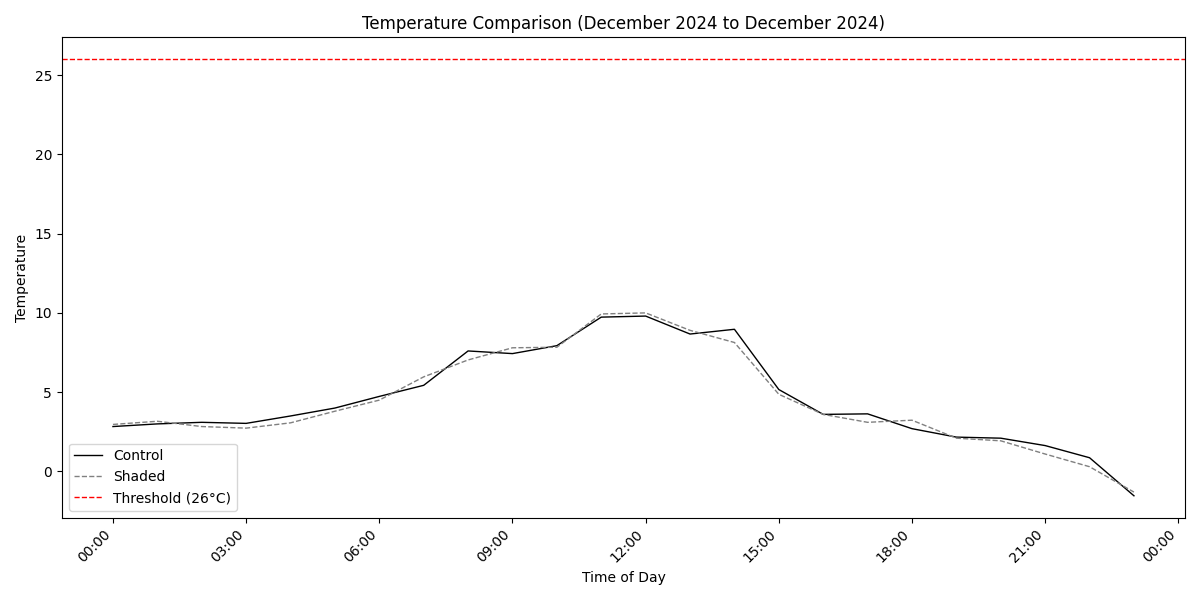 Temperature Comparison (December 2024 to December 2024)
Temperature
25
20
15
10
5
0
Control
Shaded
Threshold (26°C)
00:00
03:00
06:00
09:00
12:00
15:00
18:00
21:00
00:00
Time of Day